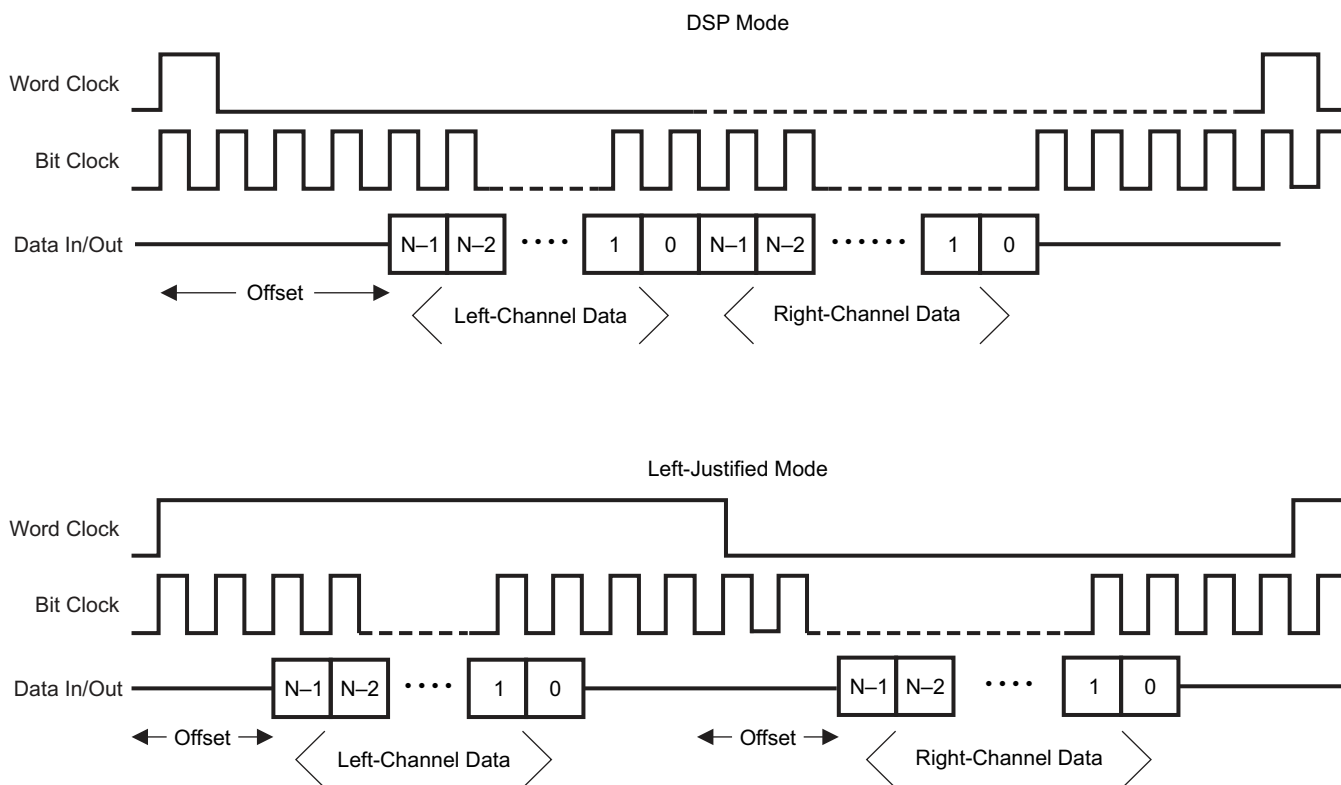 DSP Mode
Word Clock
Bit Clock
Data In/Out
N–1 N–2 •••• 1 0 N–1 N–2 •••••• 1 0
Offset
Left-Channel Data
Right-Channel Data
Left-Justified Mode
Word Clock
Bit Clock
Data In/Out
N–1 N–2 •••• 1 0 N–1 N–2 •••• 1 0
Offset
Offset
Left-Channel Data
Right-Channel Data